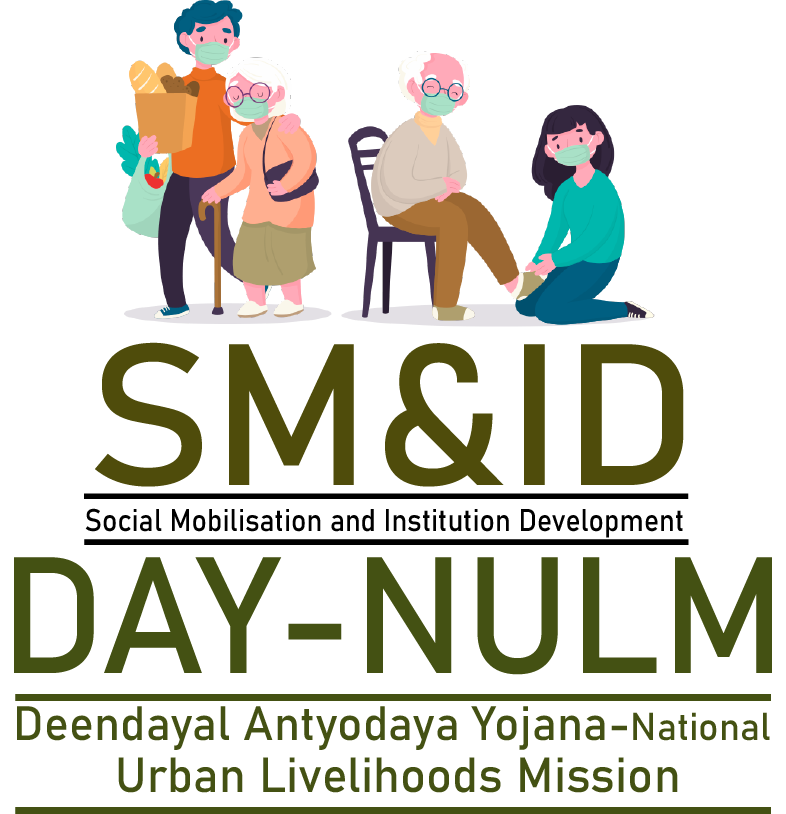 SM&ID
Social Mobilisation and Institution Development
DAY-NULM
Deendayal Antyodaya Yojana-National
Urban Livelihoods Mission